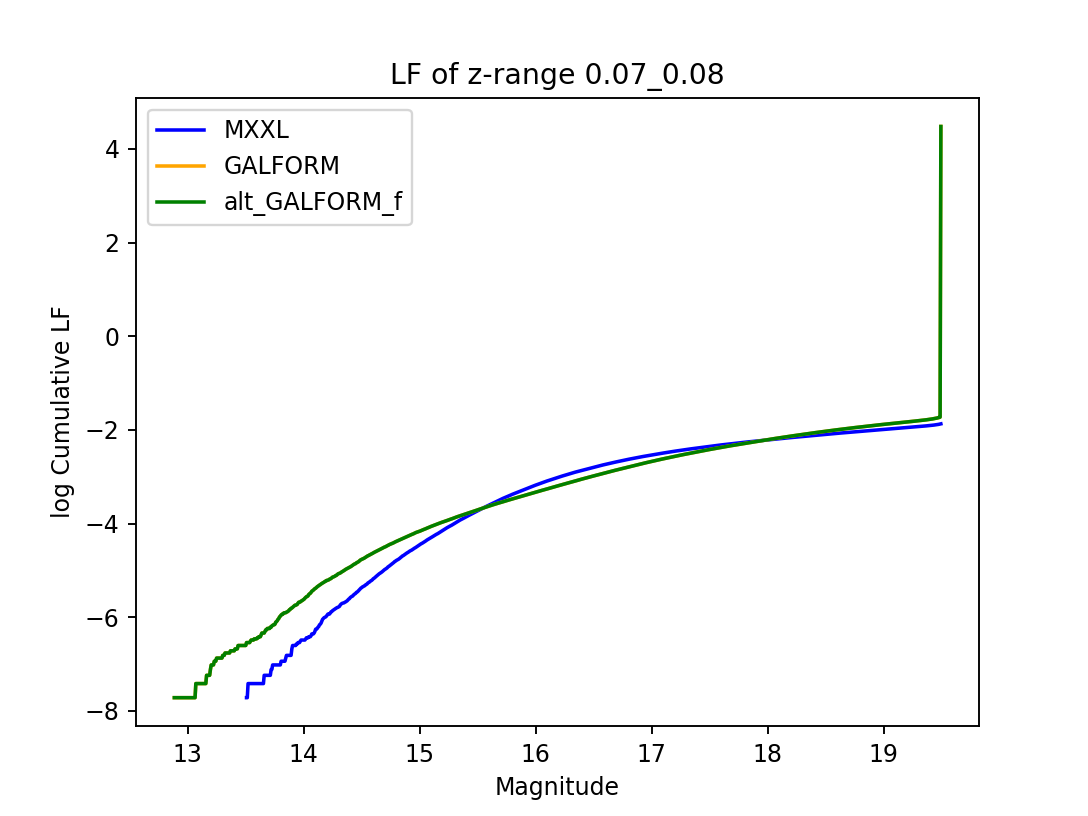 LF of z-range 0.07_0.08
MXXL
GALFORM
alt_GALFORM_f
4
2
0
−2
−4
−6
−8
log Cumulative LF
13 14 15 16 17 18 19
Magnitude